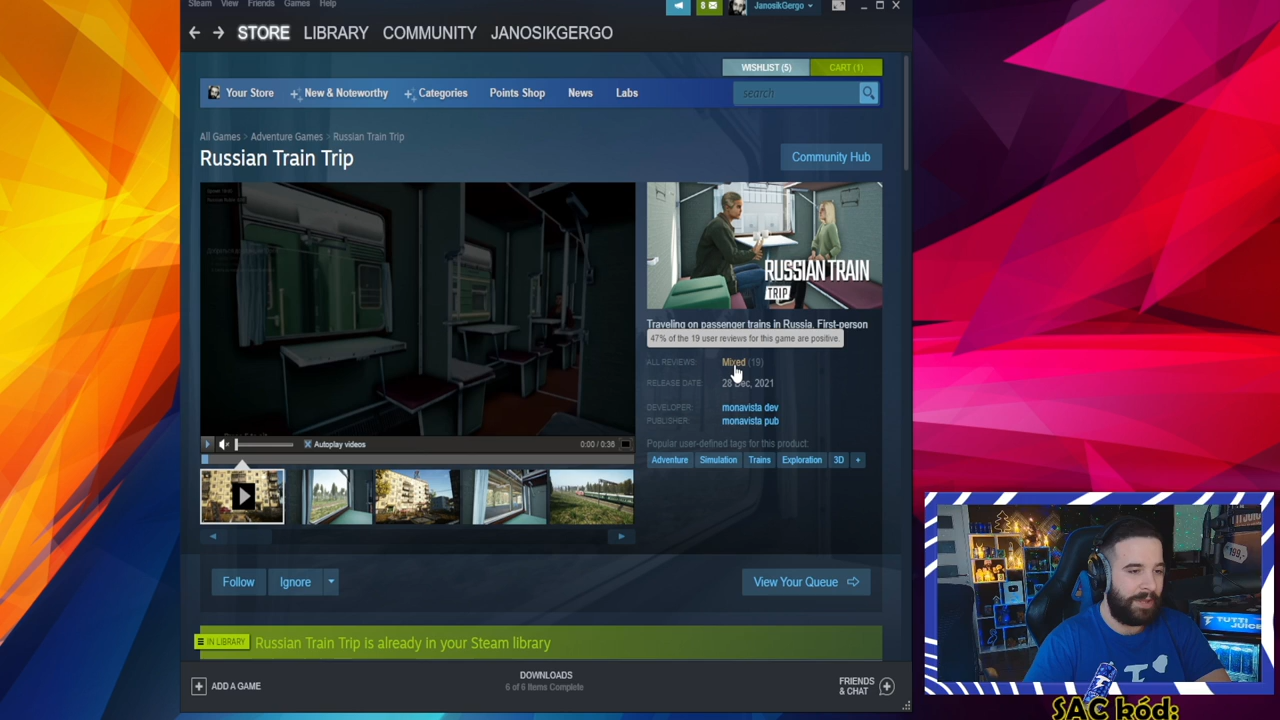 Steam View Friends Games Help
8
JanosikGergo
STORE LIBRARY COMMUNITY JANOSIKGERGO
WISHLIST (5) CART (1)
Your Store New & Noteworthy Categories Points Shop News Labs search
All Games > Adventure Games > Russian Train Trip
Russian Train Trip
Community Hub
RUSSIAN TRAIN
TRIP
Traveling on passenger trains in Russia. First-person
47% of the 19 user reviews for this game are positive.
ALL REVIEWS: Mixed (19)
RELEASE DATE: 28 Dec, 2021
DEVELOPER: monavista dev
PUBLISHER: monavista pub
Autoplay videos 0:00 / 0:38
Popular user-defined tags for this product:
Adventure Simulation Trains Exploration 3D +
Follow Ignore View Your Queue
IN LIBRARY Russian Train Trip is already in your Steam library
ADD A GAME
DOWNLOADS
6 of 6 Items Complete
FRIENDS
& CHAT
199,-
TUTTI
JUICE
SAC kód: